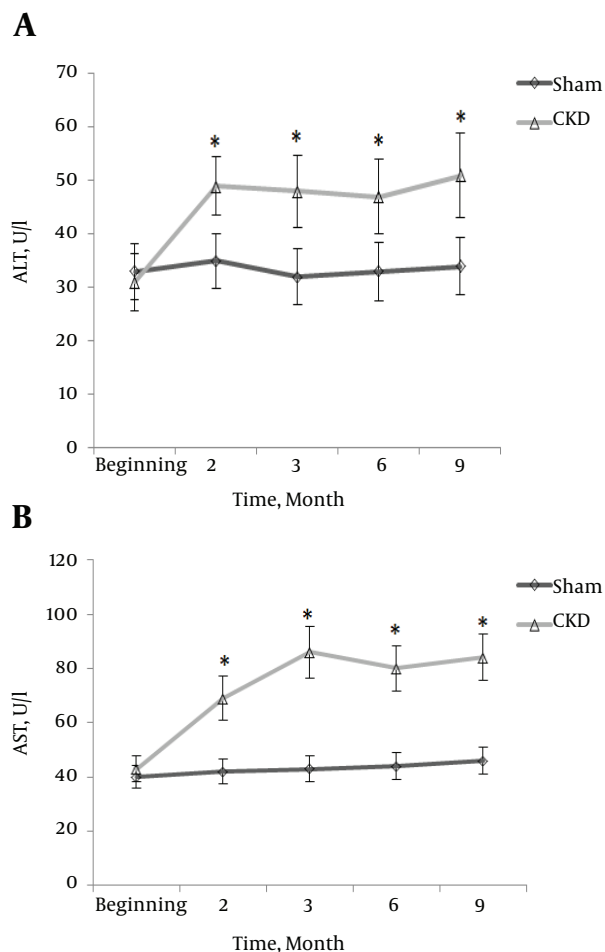 A
70
60
50
40
30
20
10
0
ALT, U/l
* * * *
Beginning 2 3 6 9
Time, Month
Sham
CKD
B
120
100
80
60
40
20
0
AST, U/l
* * * *
Beginning 2 3 6 9
Time, Month
Sham
CKD